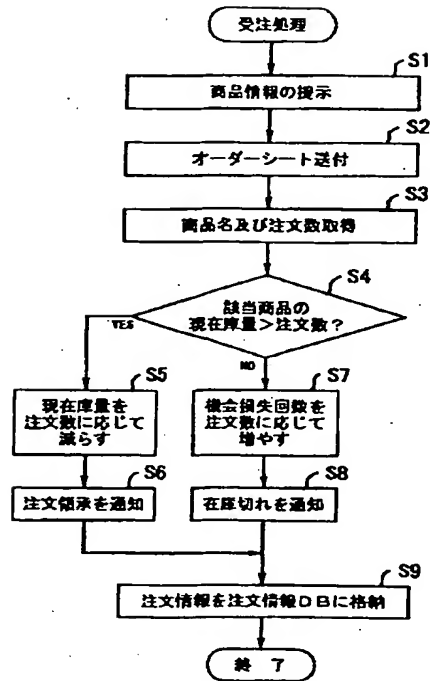 受注処理
S1
商品情報の提示
S2
オーダーシート送付
S3
商品名及び注文数取得
S4
該当商品の
現在庫量>注文数?
YES
NO
S5
現在庫量を
注文数に応じて
減らす
S7
機会損失回数を
注文数に応じて
増やす
S6
注文領承を通知
S8
在庫切れを通知
S9
注文情報を注文情報DBに格納
終 了